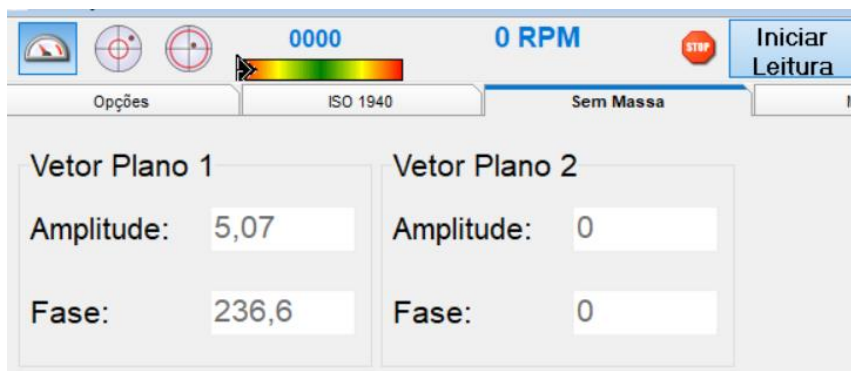 0000
0 RPM
STOP
Iniciar
Leitura
Opções
ISO 1940
Sem Massa
Vetor Plano 1
Vetor Plano 2
Amplitude:
5,07
Amplitude:
0
Fase:
236,6
Fase:
0